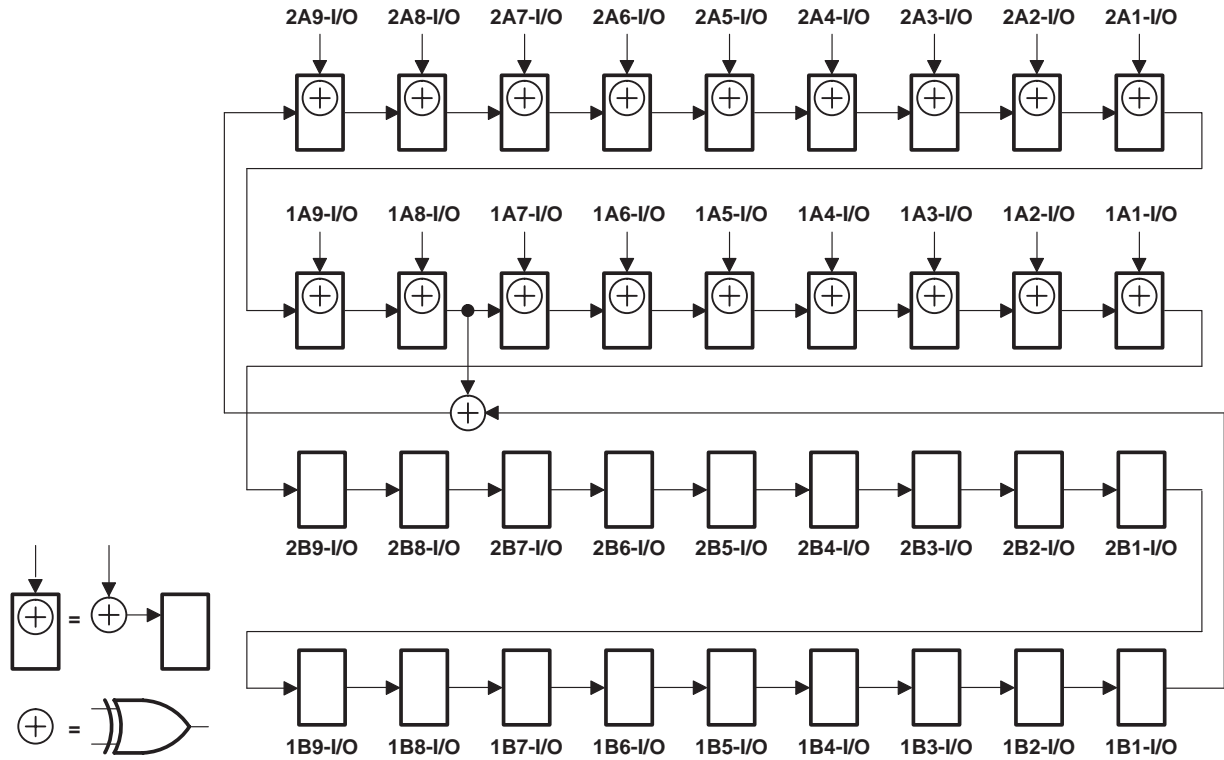 2A9-I/O 2A8-I/O 2A7-I/O 2A6-I/O 2A5-I/O 2A4-I/O 2A3-I/O 2A2-I/O 2A1-I/O
1A9-I/O 1A8-I/O 1A7-I/O 1A6-I/O 1A5-I/O 1A4-I/O 1A3-I/O 1A2-I/O 1A1-I/O
2B9-I/O 2B8-I/O 2B7-I/O 2B6-I/O 2B5-I/O 2B4-I/O 2B3-I/O 2B2-I/O 2B1-I/O
=
=
1B9-I/O 1B8-I/O 1B7-I/O 1B6-I/O 1B5-I/O 1B4-I/O 1B3-I/O 1B2-I/O 1B1-I/O